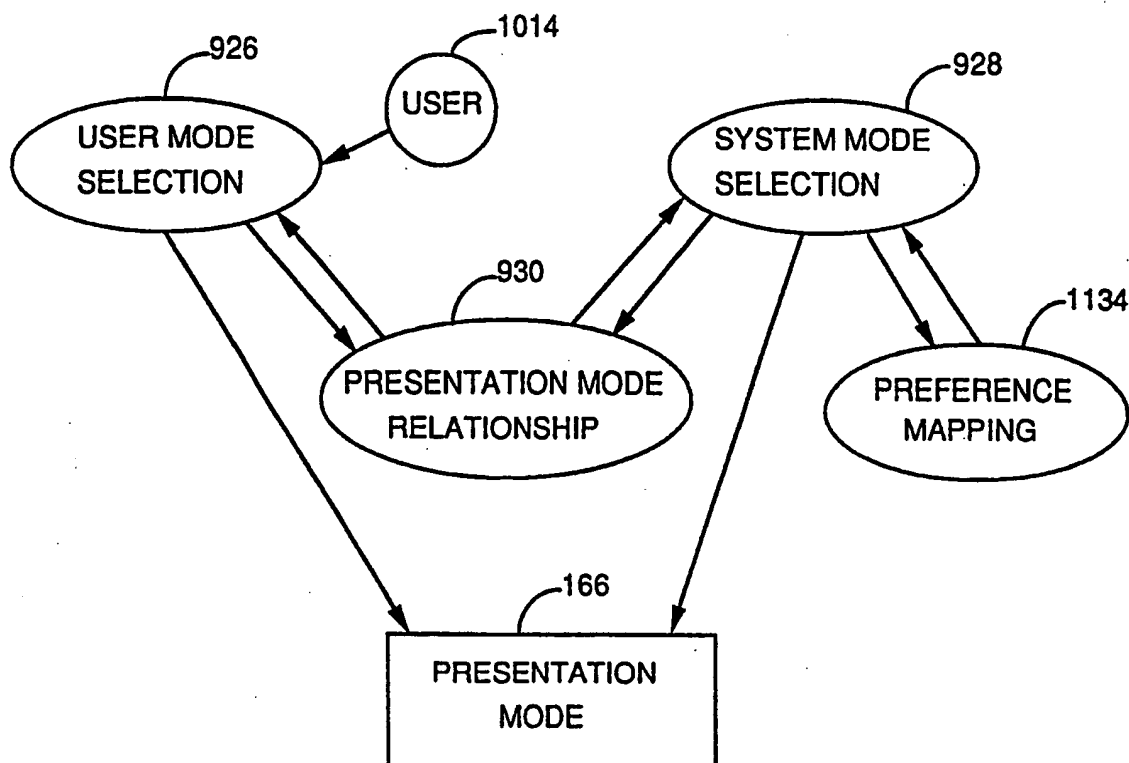 1014
926
928
USER
USER MODE
SELECTION
SYSTEM MODE
SELECTION
930
1134
PRESENTATION MODE
RELATIONSHIP
PREFERENCE
MAPPING
166
PRESENTATION
MODE